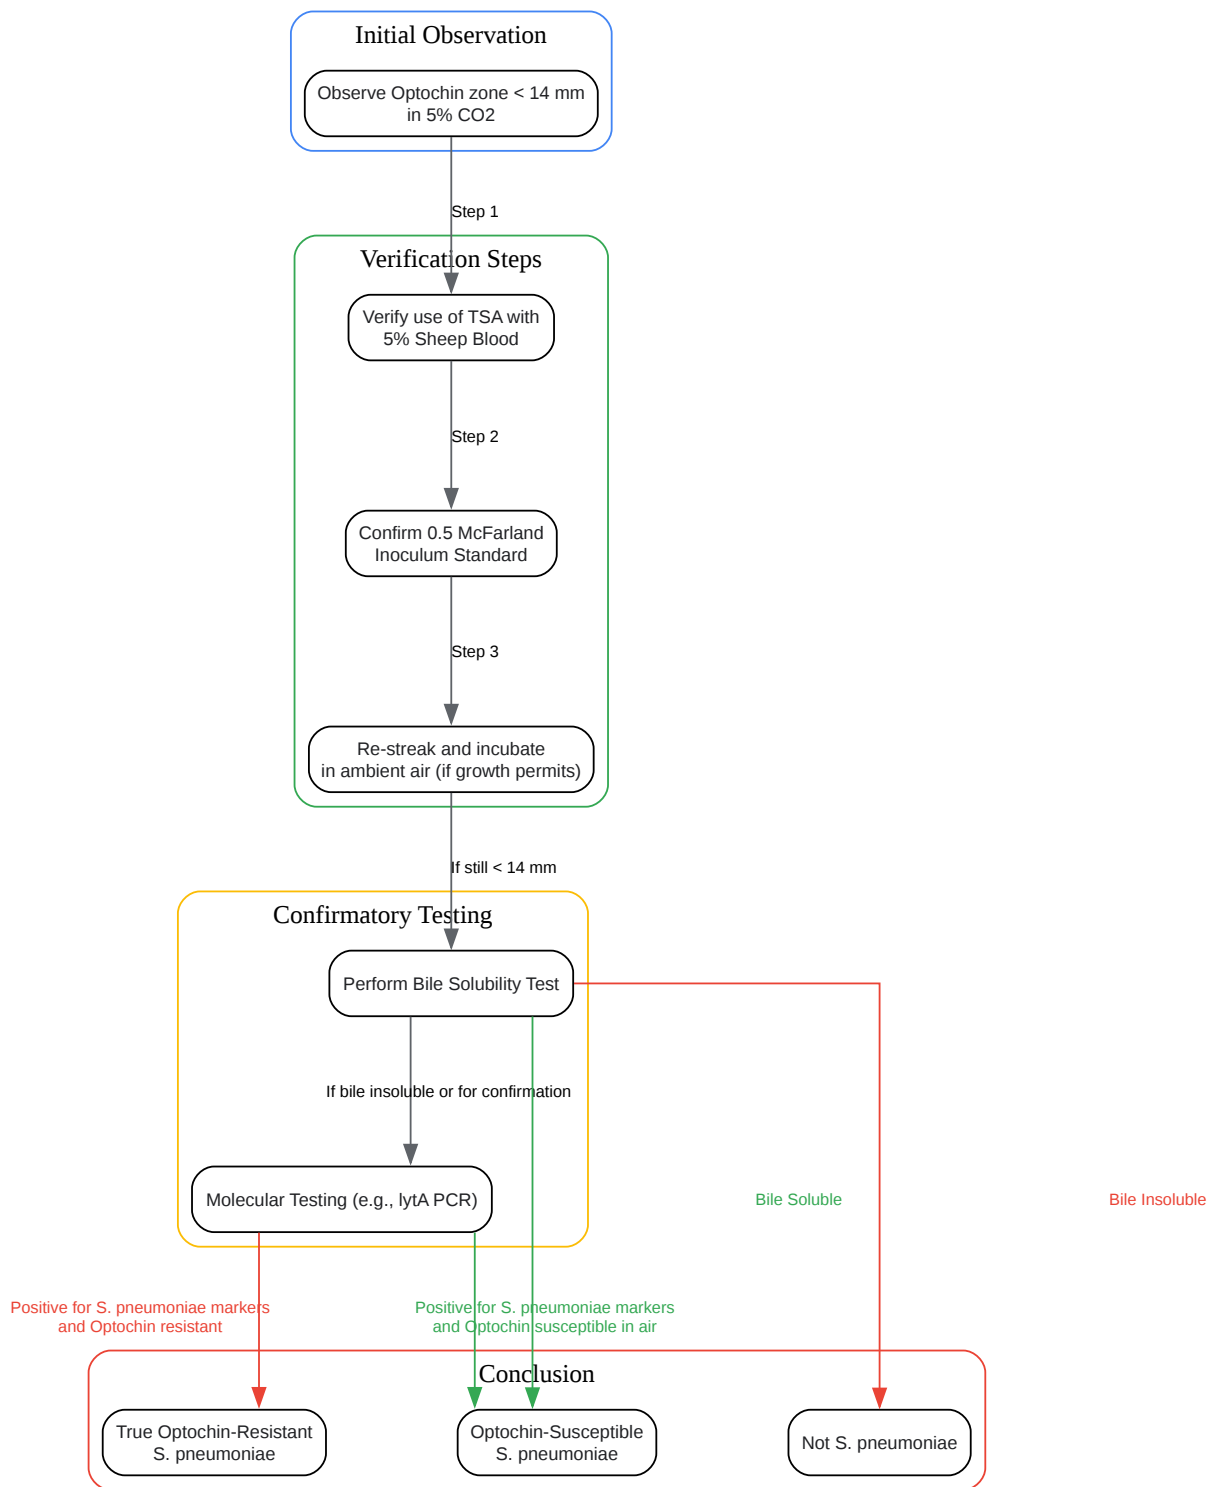 Initial Observation
Observe Optochin zone < 14 mm
in 5% CO2
Step 1
Verification Steps
Verify use of TSA with
5% Sheep Blood
Step 2
Confirm 0.5 McFarland
Inoculum Standard
Step 3
Re-streak and incubate
in ambient air (if growth permits)
If still < 14 mm
Confirmatory Testing
Perform Bile Solubility Test
If bile insoluble or for confirmation
Molecular Testing (e.g., lytA PCR)
Bile Soluble
Bile Insoluble
Positive for S. pneumoniae markers
and Optochin resistant
Positive for S. pneumoniae markers
and Optochin susceptible in air
Conclusion
True Optochin-Resistant
S. pneumoniae
Optochin-Susceptible
S. pneumoniae
Not S. pneumoniae